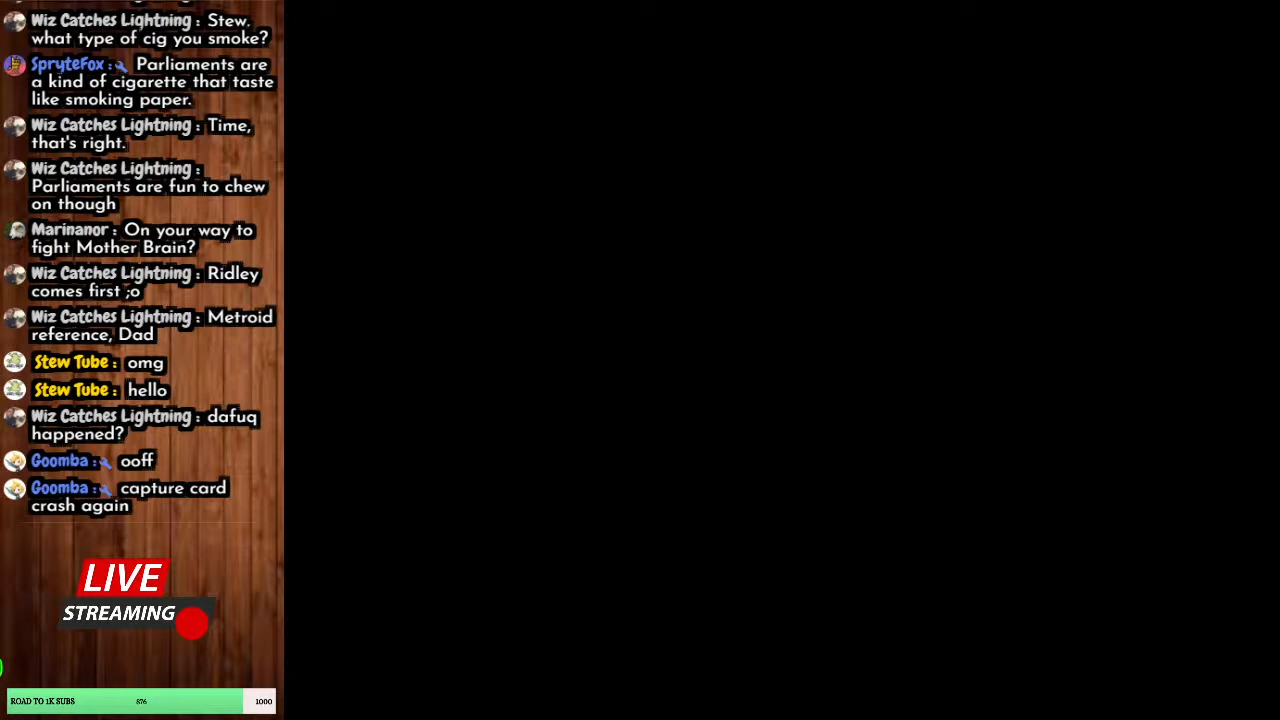 Wiz Catches Lightning : Stew.
what type of cig you smoke?
SpryteFox : Parliaments are
a kind of cigarette that taste
like smoking paper.
Wiz Catches Lightning : Time,
that's right.
Wiz Catches Lightning :
Parliaments are fun to chew
on though
Marinanor : On your way to
fight Mother Brain?
Wiz Catches Lightning : Ridley
comes first ;o
Wiz Catches Lightning : Metroid
reference, Dad
Stew Tube : omg
Stew Tube : hello
Wiz Catches Lightning : dafuq
happened?
Goomba : ooff
Goomba : capture card
crash again
LIVE
STREAMING
ROAD TO 1K SUBS 876 1000